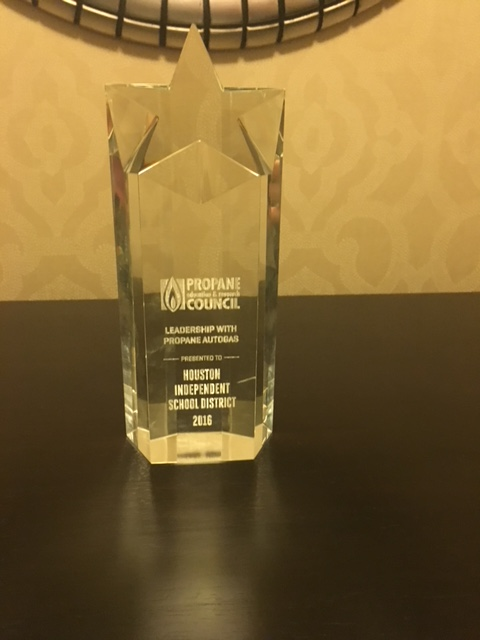 PROPANE
education & research
COUNCIL
LEADERSHIP WITH
PROPANE AUTOGAS
PRESENTED TO
HOUSTON
INDEPENDENT
SCHOOL DISTRICT
2016